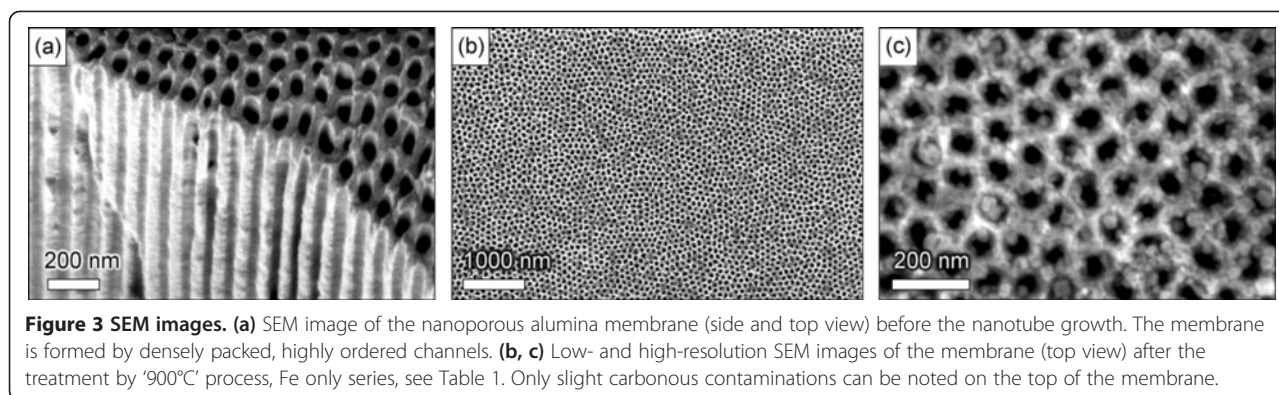 (a)
(b)
(c)
200 nm
1000 nm
200 nm
Figure 3 SEM images. (a) SEM image of the nanoporous alumina membrane (side and top view) before the nanotube growth. The membrane
is formed by densely packed, highly ordered channels. (b, c) Low- and high-resolution SEM images of the membrane (top view) after the
treatment by ‘900°C’ process, Fe only series, see Table 1. Only slight carbonous contaminations can be noted on the top of the membrane.